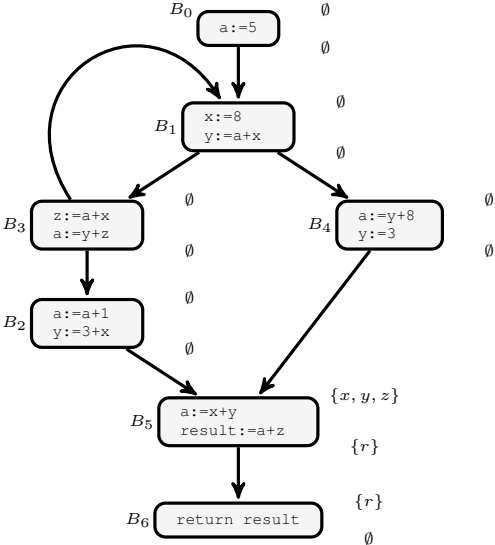 B₀
a:=5
∅
∅
B₁
x:=8
y:=a+x
∅
∅
B₃
z:=a+x
a:=y+z
∅
∅
B₄
a:=y+8
y:=3
∅
∅
B₂
a:=a+1
y:=3+x
∅
∅
B₅
a:=x+y
result:=a+z
{x, y, z}
{r}
B₆
return result
{r}
∅